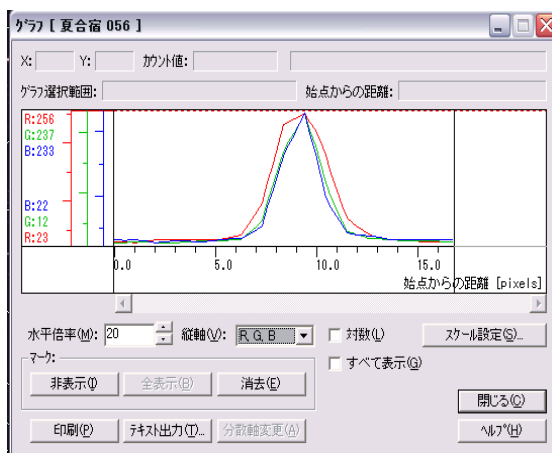 グラフ [ 夏合宿 056 ]
X: Y: カウント値:
グラフ選択範囲: 始点からの距離:
R:256
G:237
B:233
B:22
G:12
R:23
0.0 5.0 10.0 15.0
始点からの距離 [pixels]
水平倍率(M): 20 縦軸(V): R,G,B 対数(L) スケール設定(S)...
マーク: すべて表示(G)
非表示(I) 全表示(B) 消去(E)
閉じる(C)
印刷(P) テキスト出力(T)... 分散軸変更(A) ヘルプ(H)